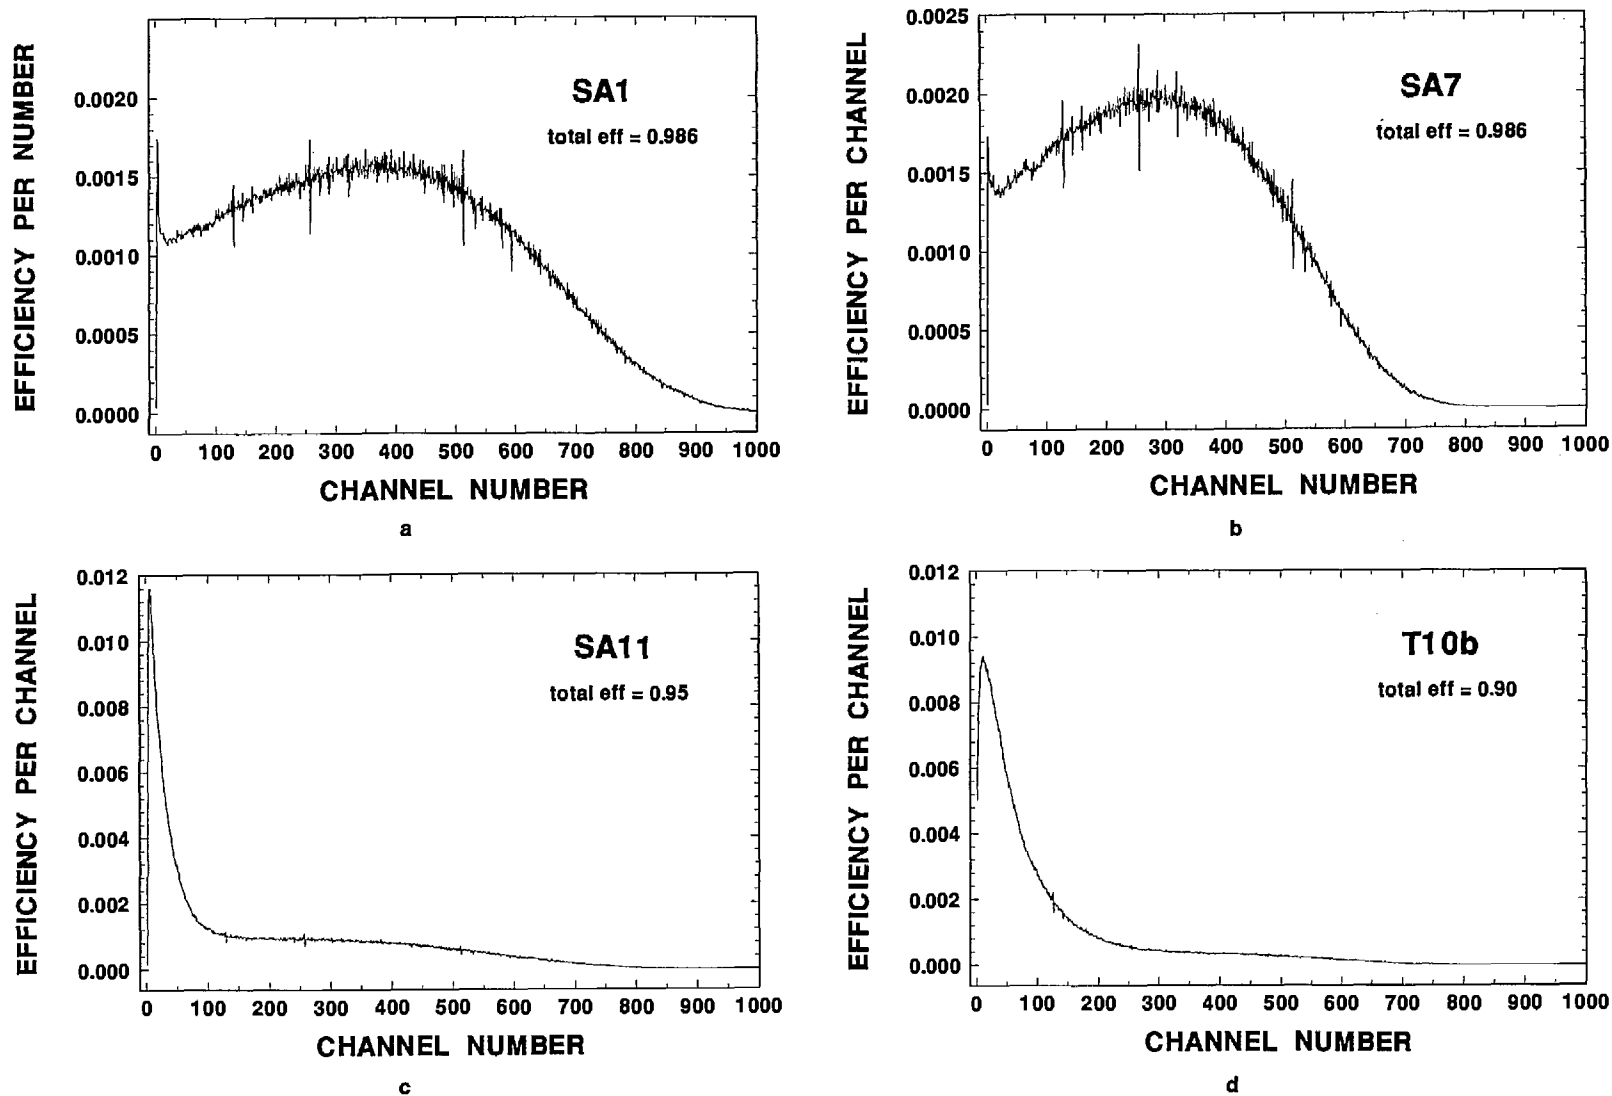 EFFICIENCY PER NUMBER
0.0020
0.0015
0.0010
0.0005
0.0000
SA1
total eff = 0.986
0 100 200 300 400 500 600 700 800 900 1000
CHANNEL NUMBER
a
EFFICIENCY PER CHANNEL
0.0025
0.0020
0.0015
0.0010
0.0005
0.0000
SA7
total eff = 0.986
0 100 200 300 400 500 600 700 800 900 1000
CHANNEL NUMBER
b
EFFICIENCY PER CHANNEL
0.012
0.010
0.008
0.006
0.004
0.002
0.000
SA11
total eff = 0.95
0 100 200 300 400 500 600 700 800 900 1000
CHANNEL NUMBER
c
EFFICIENCY PER CHANNEL
0.012
0.010
0.008
0.006
0.004
0.002
0.000
T10b
total eff = 0.90
0 100 200 300 400 500 600 700 800 900 1000
CHANNEL NUMBER
d